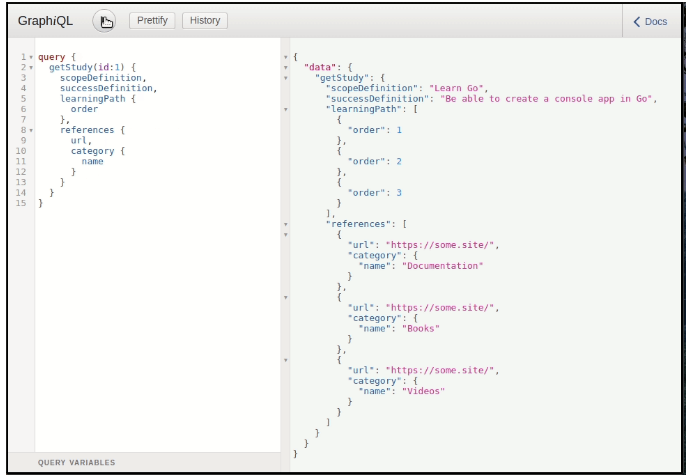 GraphiQL Prettify History Docs
1 query {
2 getStudy(id:1) {
3 scopeDefinition,
4 successDefinition,
5 learningPath {
6 order
7 },
8 references {
9 url,
10 category {
11 name
12 }
13 }
14 }
15 }
QUERY VARIABLES
{
"data": {
"getStudy": {
"scopeDefinition": "Learn Go",
"successDefinition": "Be able to create a console app in Go",
"learningPath": [
{
"order": 1
},
{
"order": 2
},
{
"order": 3
}
],
"references": [
{
"url": "https://some.site/",
"category": {
"name": "Documentation"
}
},
{
"url": "https://some.site/",
"category": {
"name": "Books"
}
},
{
"url": "https://some.site/",
"category": {
"name": "Videos"
}
}
]
}
}
}